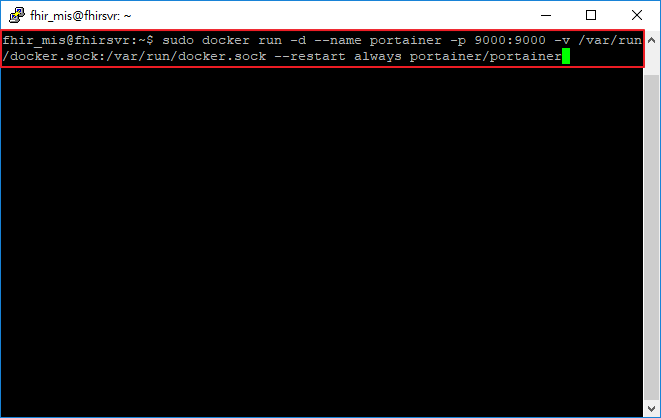 fhir_mis@fhirsvr: ~
fhir_mis@fhirsvr:~$ sudo docker run -d --name portainer -p 9000:9000 -v /var/run
/docker.sock:/var/run/docker.sock --restart always portainer/portainer